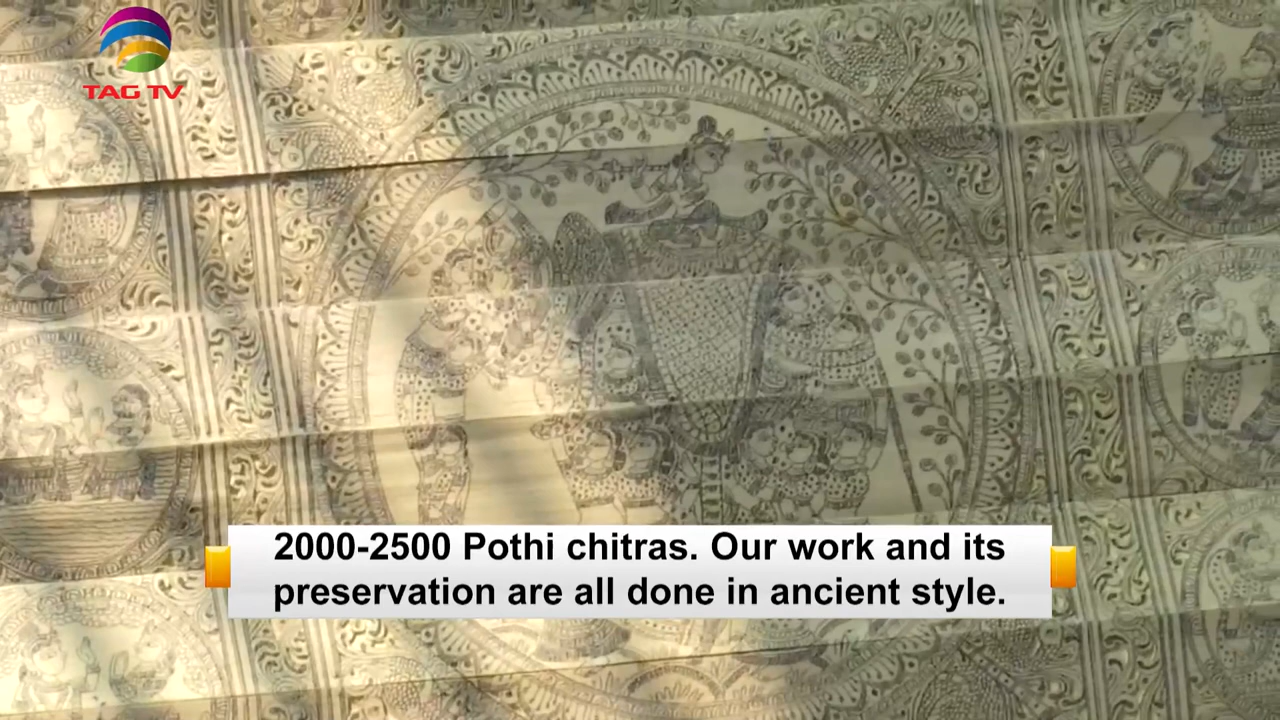 TAG TV
2000-2500 Pothi chitras. Our work and its
preservation are all done in ancient style.